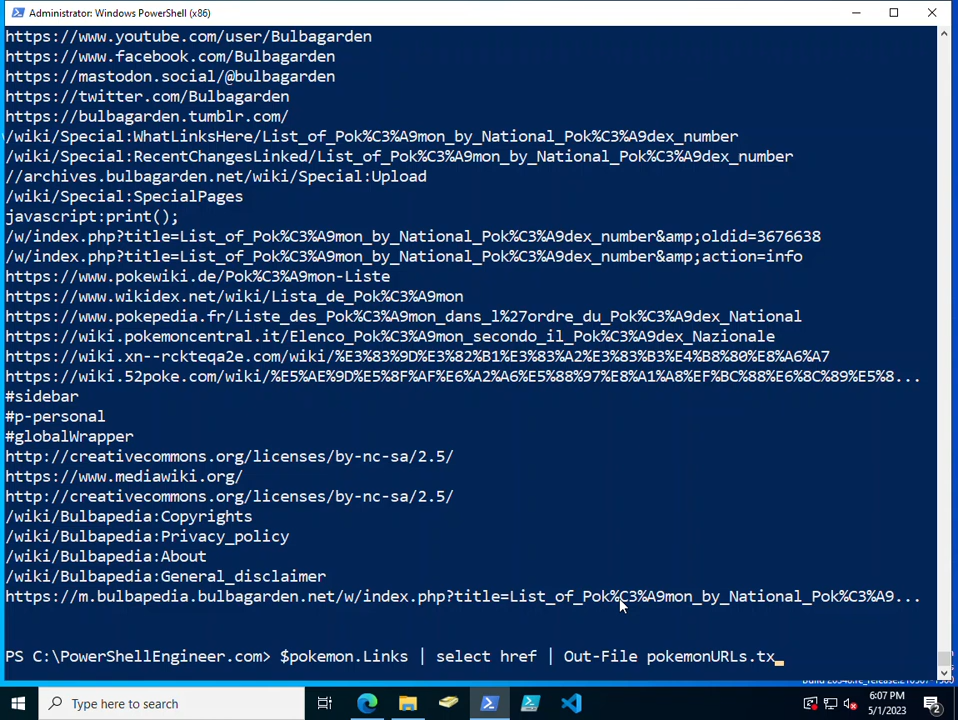 Administrator: Windows PowerShell (x86)
https://www.youtube.com/user/Bulbagarden
https://www.facebook.com/Bulbagarden
https://mastodon.social/@bulbagarden
https://twitter.com/Bulbagarden
https://bulbagarden.tumblr.com/
/wiki/Special:WhatLinksHere/List_of_Pok%C3%A9mon_by_National_Pok%C3%A9dex_number
/wiki/Special:RecentChangesLinked/List_of_Pok%C3%A9mon_by_National_Pok%C3%A9dex_number
//archives.bulbagarden.net/wiki/Special:Upload
/wiki/Special:SpecialPages
javascript:print();
/w/index.php?title=List_of_Pok%C3%A9mon_by_National_Pok%C3%A9dex_number&amp;oldid=3676638
/w/index.php?title=List_of_Pok%C3%A9mon_by_National_Pok%C3%A9dex_number&amp;action=info
https://www.pokewiki.de/Pok%C3%A9mon-Liste
https://www.wikidex.net/wiki/Lista_de_Pok%C3%A9mon
https://www.pokepedia.fr/Liste_des_Pok%C3%A9mon_dans_l%27ordre_du_Pok%C3%A9dex_National
https://wiki.pokemoncentral.it/Elenco_Pok%C3%A9mon_secondo_il_Pok%C3%A9dex_Nazionale
https://wiki.xn--rckteqa2e.com/wiki/%E3%83%9D%E3%82%B1%E3%83%A2%E3%83%B3%E4%B8%80%E8%A6%A7
https://wiki.52poke.com/wiki/%E5%AE%9D%E5%8F%AF%E6%A2%A6%E5%88%97%E8%A1%A8%EF%BC%88%E6%8C%89%E5%8...
#sidebar
#p-personal
#globalWrapper
http://creativecommons.org/licenses/by-nc-sa/2.5/
https://www.mediawiki.org/
http://creativecommons.org/licenses/by-nc-sa/2.5/
/wiki/Bulbapedia:Copyrights
/wiki/Bulbapedia:Privacy_policy
/wiki/Bulbapedia:About
/wiki/Bulbapedia:General_disclaimer
https://m.bulbapedia.bulbagarden.net/w/index.php?title=List_of_Pok%C3%A9mon_by_National_Pok%C3%A9...
PS C:\PowerShellEngineer.com> $pokemon.Links | select href | Out-File pokemonURLs.tx
Type here to search
6:07 PM
5/1/2023
2